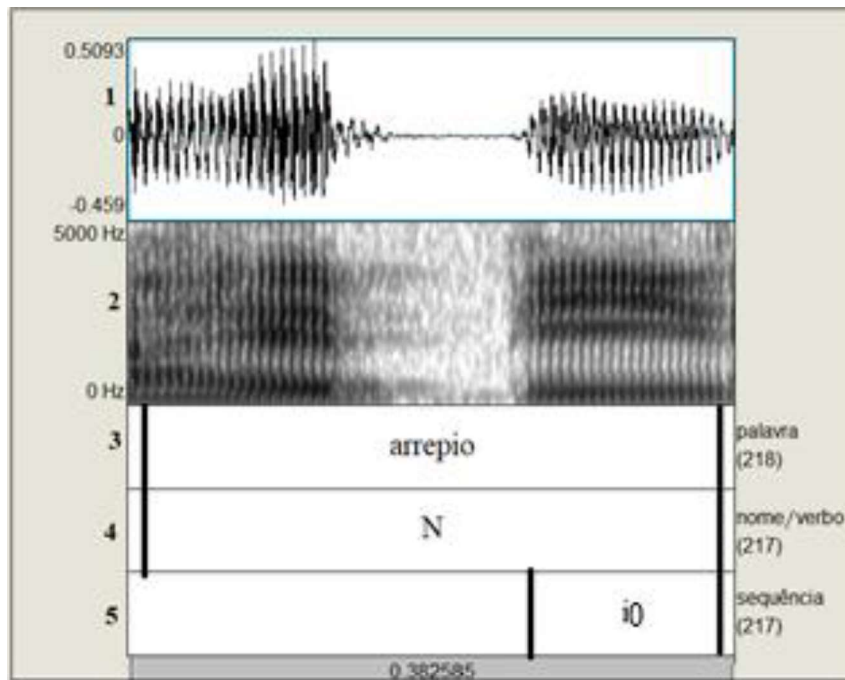 0.5093
1
0
-0.459
5000 Hz
2
0 Hz
3
arrepio
palavra
(218)
4
N
nome/verbo
(217)
5
i0
sequência
(217)
0.382585